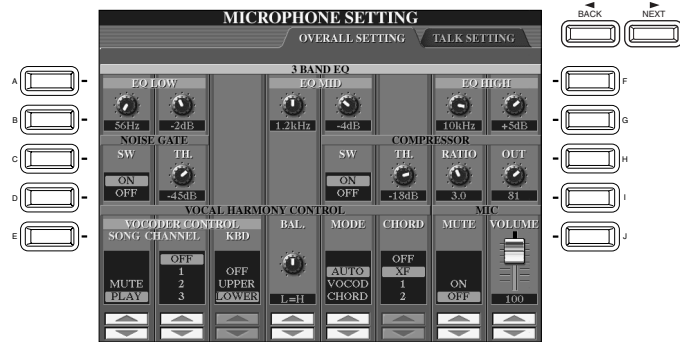 MICROPHONE SETTING
BACK NEXT
OVERALL SETTING TALK SETTING
3 BAND EQ
A EQ LOW EQ MID EQ HIGH F
B 56Hz -2dB 1.2kHz -4dB 10kHz +5dB G
NOISE GATE COMPRESSOR
C SW TH. SW TH. RATIO OUT H
ON ON
D OFF -45dB OFF -18dB 3.0 81 I
VOCAL HARMONY CONTROL MIC
VOCODER CONTROL BAL. MODE CHORD MUTE VOLUME
E SONG CHANNEL KBD J
OFF OFF
1 OFF AUTO XF
MUTE 2 UPPER VOCOD 1 ON
PLAY 3 LOWER L=H CHORD 2 OFF 100